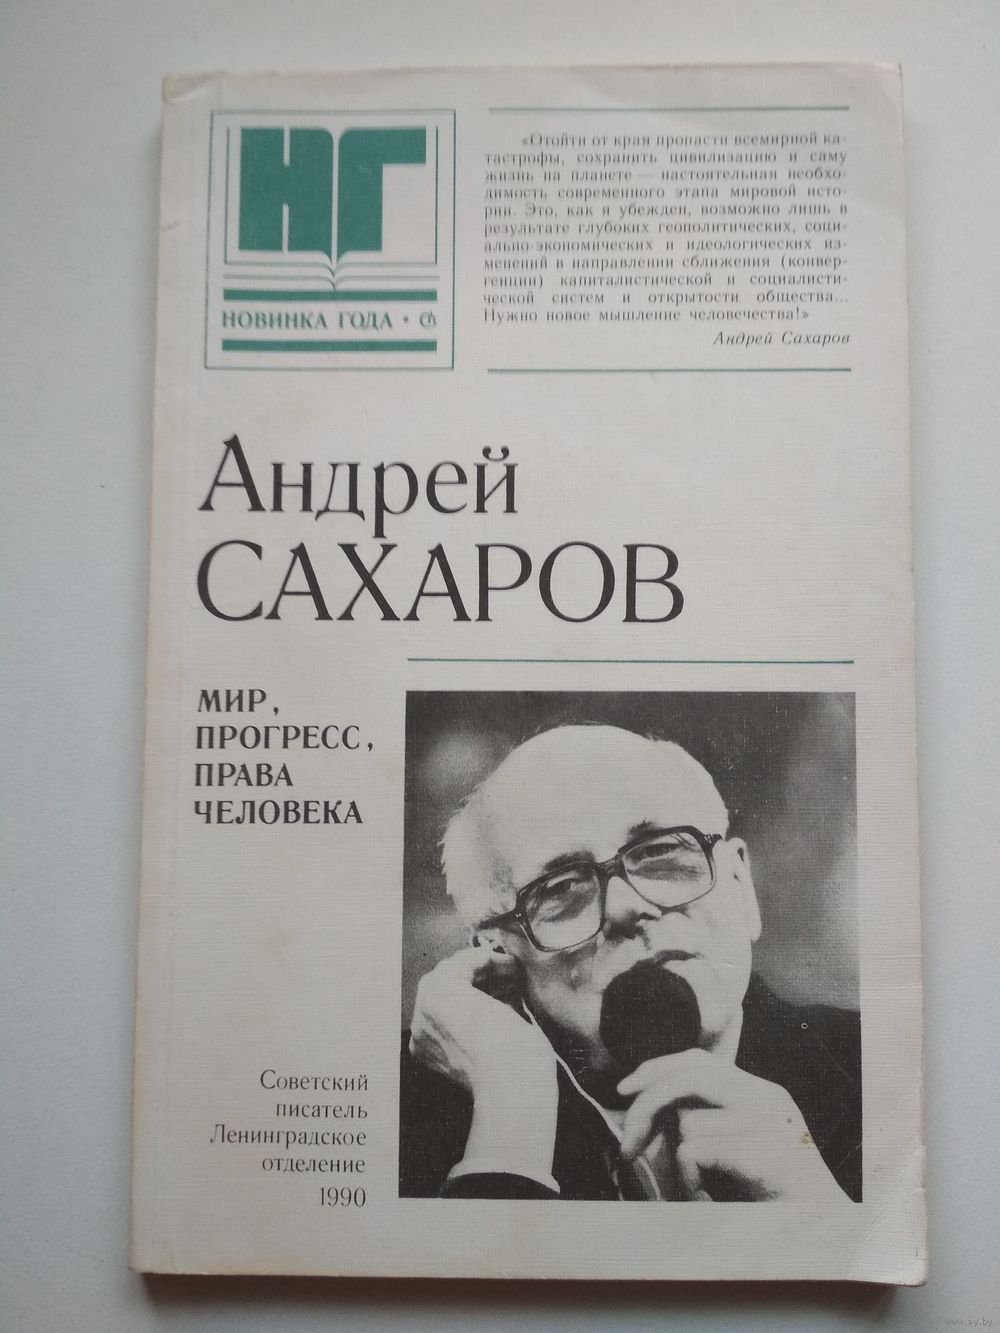 НГ
НОВИНКА ГОДА •
«Отойти от края пропасти всемирной ка-
тастрофы, сохранить цивилизацию и саму
жизнь на планете — настоятельная необхо-
димость современного этапа мировой исто-
рии. Это, как я убежден, возможно лишь в
результате глубоких геополитических, соци-
ально-экономических и идеологических из-
менений в направлении сближения (конвер-
генции) капиталистической и социалисти-
ческой систем и открытости общества...
Нужно новое мышление человечества!»
Андрей Сахаров
Андрей
САХАРОВ
МИР,
ПРОГРЕСС,
ПРАВА
ЧЕЛОВЕКА
Советский
писатель
Ленинградское
отделение
1990
www.ay.by